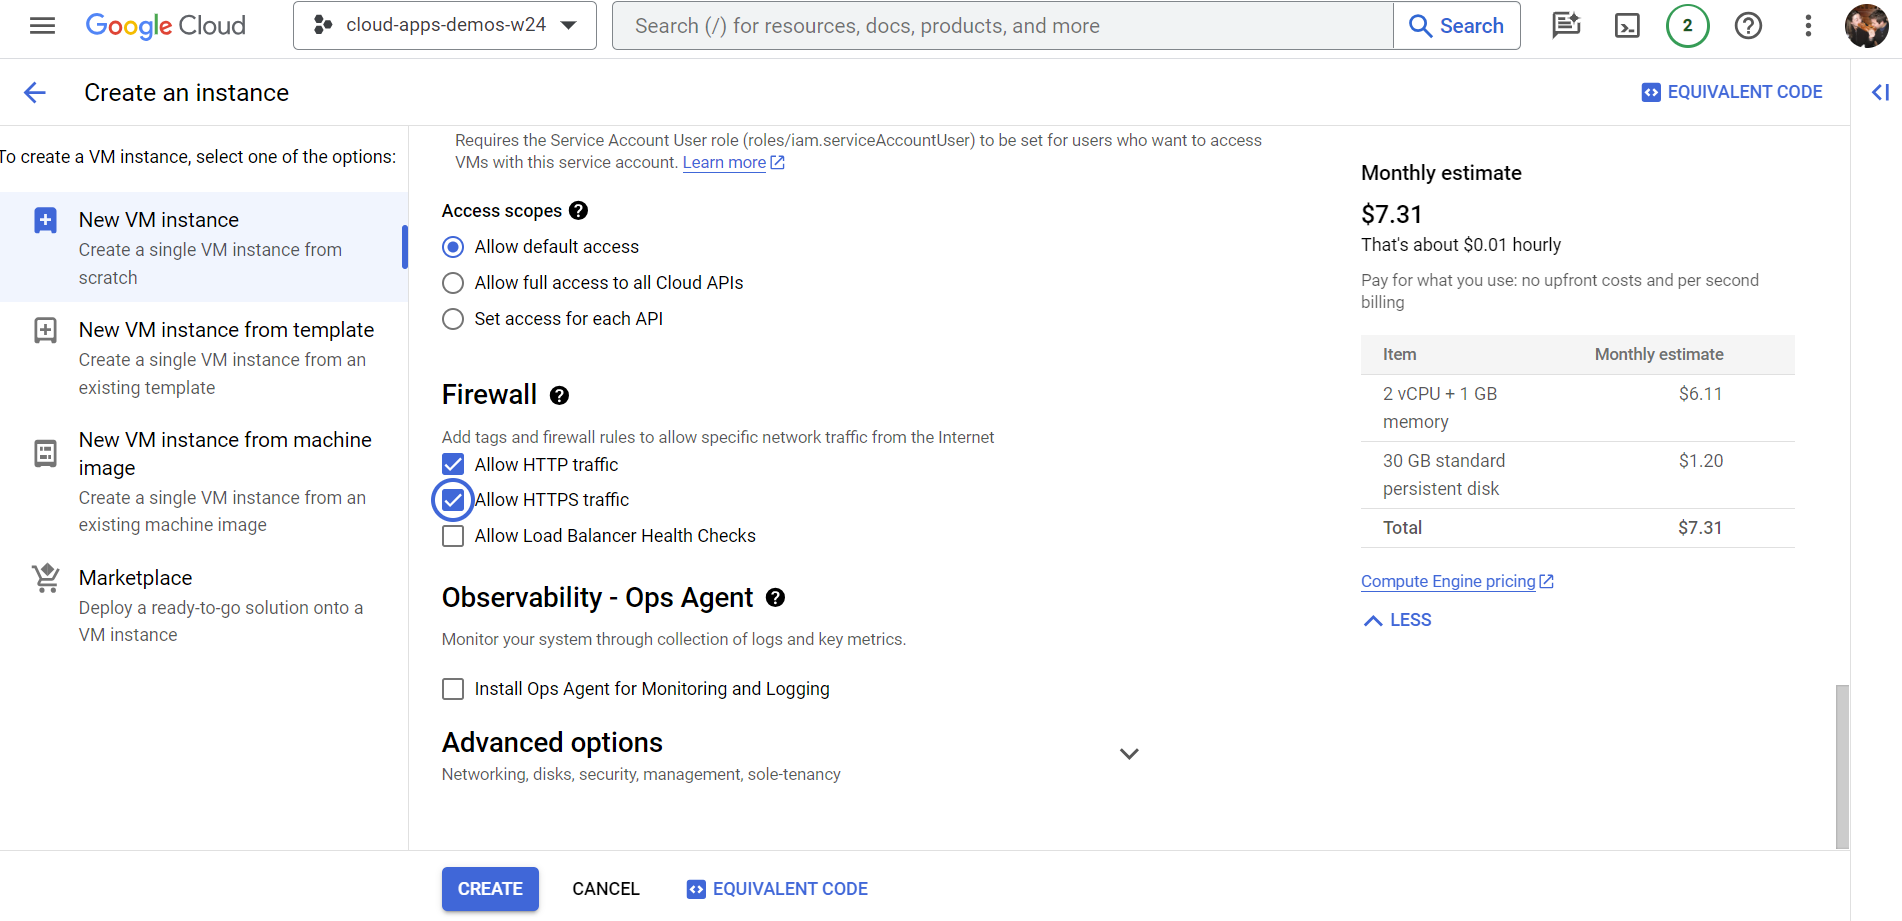 Google Cloud
cloud-apps-demos-w24
Search (/) for resources, docs, products, and more
Search
2
Create an instance
EQUIVALENT CODE
To create a VM instance, select one of the options:
New VM instance
Create a single VM instance from
scratch
New VM instance from template
Create a single VM instance from an
existing template
New VM instance from machine
image
Create a single VM instance from an
existing machine image
Marketplace
Deploy a ready-to-go solution onto a
VM instance
Requires the Service Account User role (roles/iam.serviceAccountUser) to be set for users who want to access
VMs with this service account. Learn more
Access scopes
Allow default access
Allow full access to all Cloud APIs
Set access for each API
Firewall
Add tags and firewall rules to allow specific network traffic from the Internet
Allow HTTP traffic
Allow HTTPS traffic
Allow Load Balancer Health Checks
Observability - Ops Agent
Monitor your system through collection of logs and key metrics.
Install Ops Agent for Monitoring and Logging
Advanced options
Networking, disks, security, management, sole-tenancy
Monthly estimate
$7.31
That's about $0.01 hourly
Pay for what you use: no upfront costs and per second
billing
Item Monthly estimate
2 vCPU + 1 GB $6.11
memory
30 GB standard $1.20
persistent disk
Total $7.31
Compute Engine pricing
LESS
CREATE CANCEL EQUIVALENT CODE